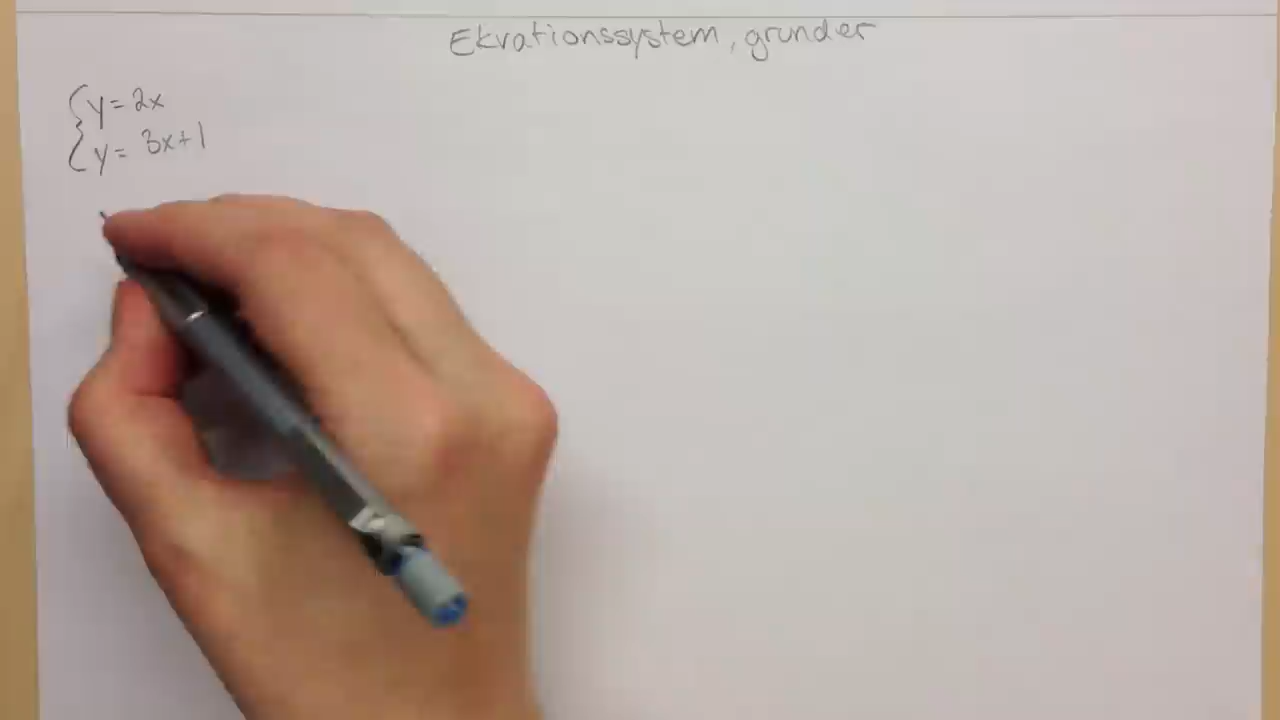 Ekvationssystem, grunder
y = 2x
y = 3x+1